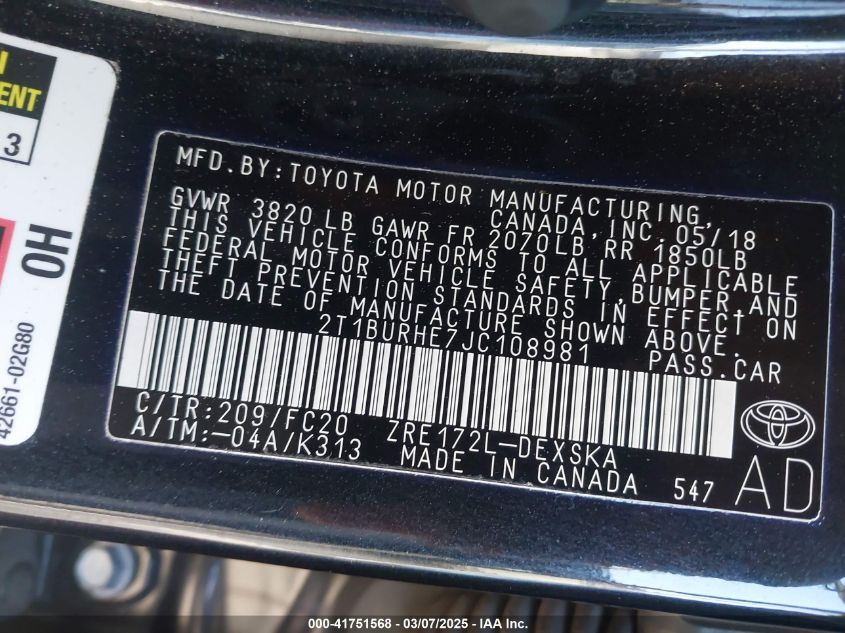 MFD.BY:TOYOTA MOTOR MANUFACTURING,
CANADA, INC. 05/18
GVWR 3820 LB GAWR FR 2070LB RR 1850LB
THIS VEHICLE CONFORMS TO ALL APPLICABLE
FEDERAL MOTOR VEHICLE SAFETY, BUMPER, AND
THEFT PREVENTION STANDARDS IN EFFECT ON
THE DATE OF MANUFACTURE SHOWN ABOVE.
2T1BURHE7JC108981 PASS.CAR
C/TR:209/FC20 ZRE172L-DEXSKA
A/TM:-04A/K313 MADE IN CANADA 547
AD
3
OH
42661-02G80
000-41751568 - 03/07/2025 - IAA Inc.